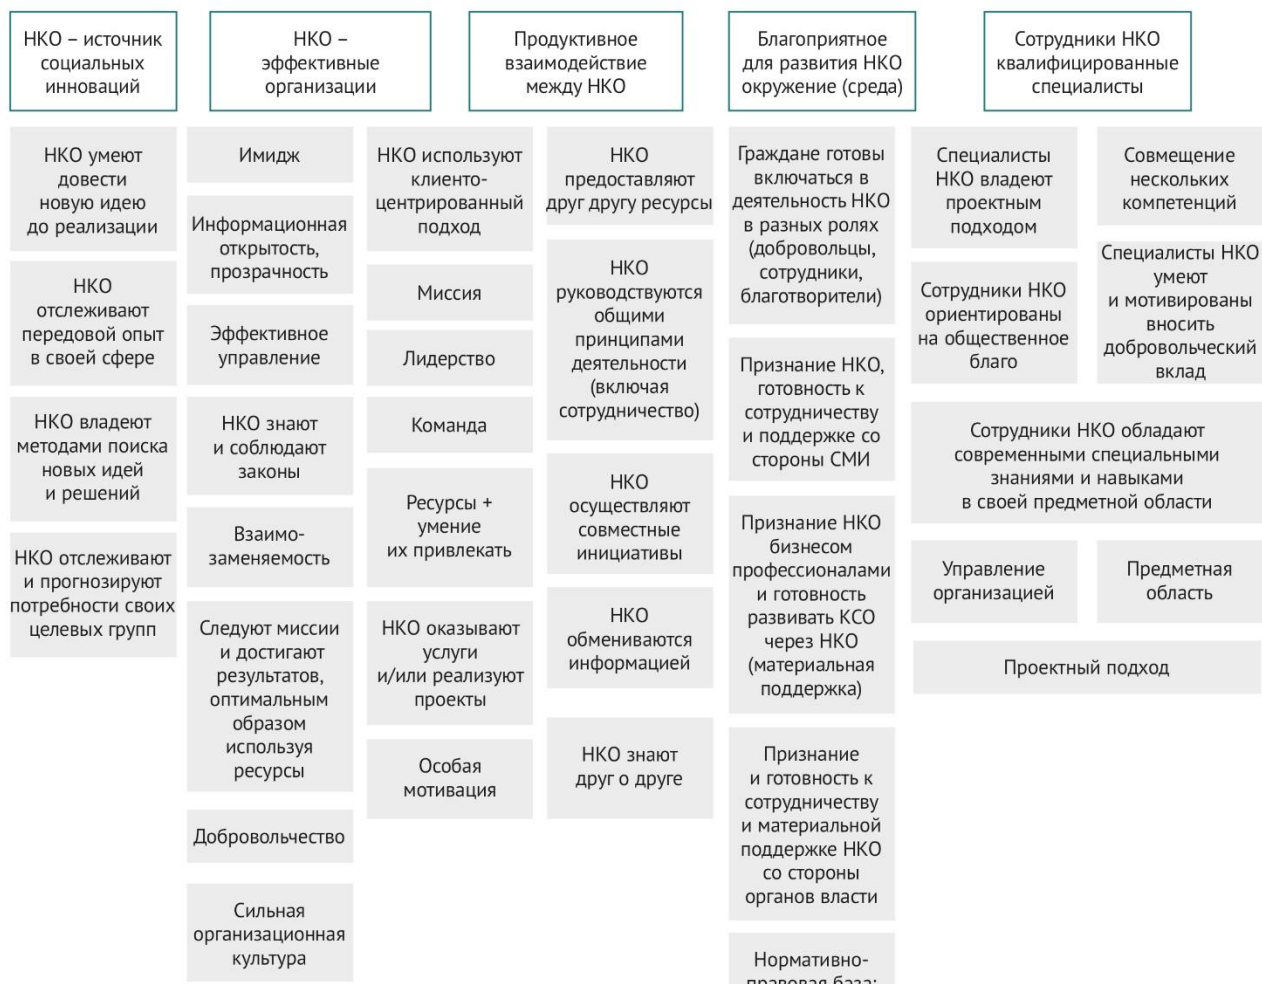 НКО – источник
социальных
инноваций
НКО –
эффективные
организации
Продуктивное
взаимодействие
между НКО
Благоприятное
для развития НКО
окружение (среда)
Сотрудники НКО
квалифицированные
специалисты
НКО умеют
довести
новую идею
до реализации
НКО
отслеживают
передовой опыт
в своей сфере
НКО владеют
методами поиска
новых идей
и решений
НКО отслеживают
и прогнозируют
потребности своих
целевых групп
Имидж
Информационная
открытость,
прозрачность
Эффективное
управление
НКО знают
и соблюдают
законы
Взаимо-
заменяемость
Следуют миссии
и достигают
результатов,
оптимальным
образом
используя
ресурсы
Добровольчество
Сильная
организационная
культура
НКО используют
клиенто-
центрированный
подход
Миссия
Лидерство
Команда
Ресурсы +
умение
их привлекать
НКО оказывают
услуги
и/или реализуют
проекты
Особая
мотивация
НКО
предоставляют
друг другу ресурсы
НКО
руководствуются
общими
принципами
деятельности
(включая
сотрудничество)
НКО
осуществляют
совместные
инициативы
НКО
обмениваются
информацией
НКО знают
друг о друге
Граждане готовы
включаться в
деятельность НКО
в разных ролях
(добровольцы,
сотрудники,
благотворители)
Признание НКО,
готовность к
сотрудничеству
и поддержке со
стороны СМИ
Признание НКО
бизнесом
профессионалами
и готовность
развивать КСО
через НКО
(материальная
поддержка)
Признание
и готовность к
сотрудничеству
и материальной
поддержке НКО
со стороны
органов власти
Нормативно-
правовая база:
Специалисты
НКО владеют
проектным
подходом
Сотрудники НКО
ориентированы
на общественное
благо
Совмещение
нескольких
компетенций
Специалисты НКО
умеют
и мотивированы
вносить
добровольческий
вклад
Сотрудники НКО обладают
современными специальными
знаниями и навыками
в своей предметной области
Управление
организацией
Предметная
область
Проектный подход